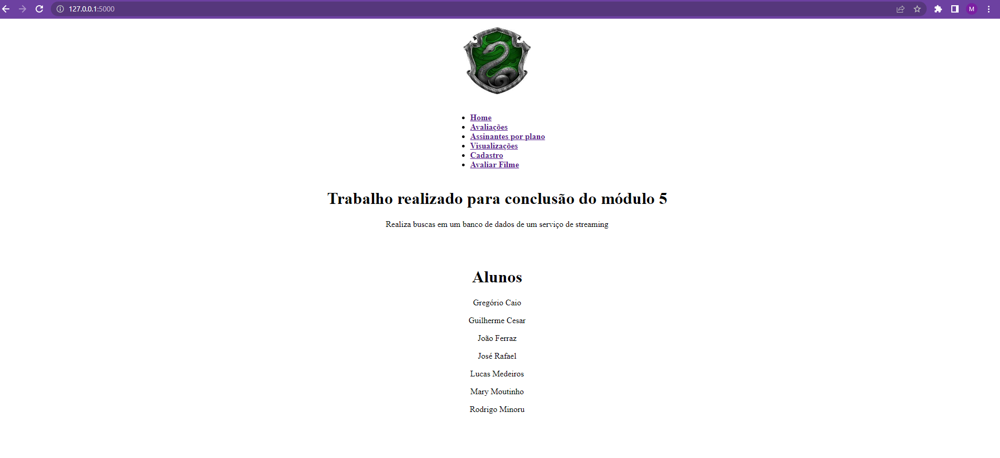 127.0.0.1:5000
M
Home
Avaliações
Assinantes por plano
Visualizações
Cadastro
Avaliar Filme
Trabalho realizado para conclusão do módulo 5
Realiza buscas em um banco de dados de um serviço de streaming
Alunos
Gregório Caio
Guilherme Cesar
João Ferraz
José Rafael
Lucas Medeiros
Mary Moutinho
Rodrigo Minoru